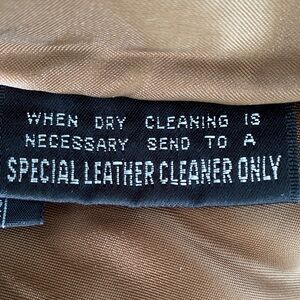 WHEN DRY CLEANING IS
NECESSARY SEND TO A
SPECIAL LEATHER CLEANER ONLY